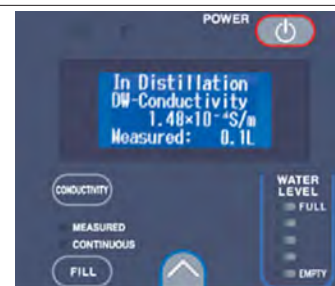 POWER
In Distillation
DW-Conductivity
1.48×10⁻⁴S/m
Measured: 0.1L
CONDUCTIVITY
MEASURED
CONTINUOUS
FILL
WATER
LEVEL
FULL
EMPTY